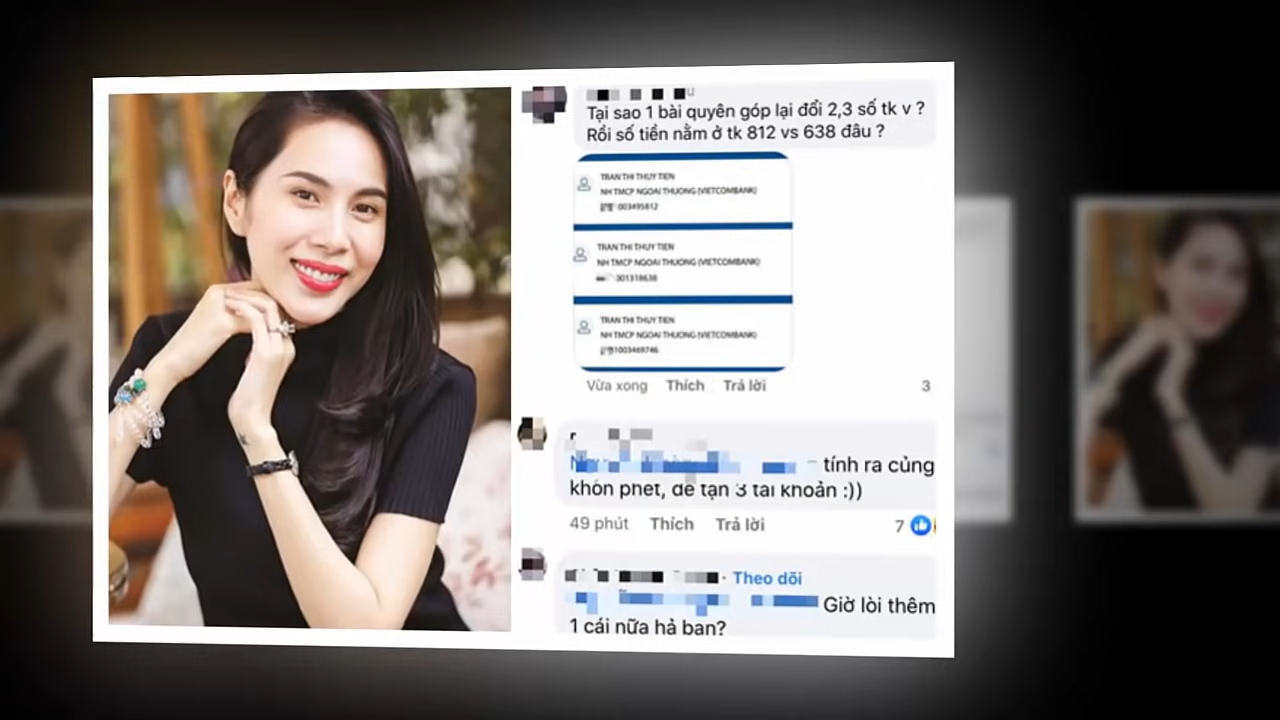 Tại sao 1 bài quyên góp lại đổi 2,3 số tk v ?
Rồi số tiền nằm ở tk 812 vs 638 đâu ?
TRAN THI THUY TIEN
NH TMCP NGOAI THUONG (VIETCOMBANK)
003495812
TRAN THI THUY TIEN
NH TMCP NGOAI THUONG (VIETCOMBANK)
001318638
TRAN THI THUY TIEN
NH TMCP NGOAI THUONG (VIETCOMBANK)
1003469746
Vừa xong Thích Trả lời 3
tính ra củng
khôn phết, để tận 3 tài khoản :))
49 phút Thích Trả lời 7
· Theo dõi
Giờ lòi thêm
1 cái nữa hả bạn?